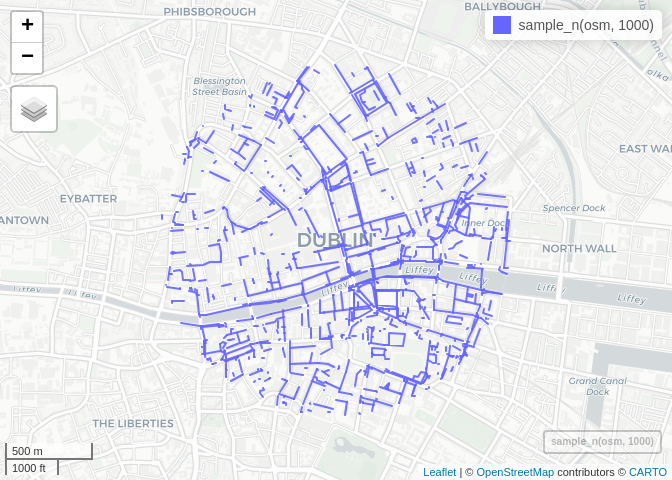 PHIBSBOROUGH
BALLYBOUGH
+
−
sample_n(osm, 1000)
Blessington
Street Basin
EAST WA
EYBATTER
ANTOWN
Spencer Dock
Inner Dock
DUBLIN
NORTH WALL
Liffey
Liffey
Liffey
Liffey
Liffey
Liffey
Liffey
Grand Canal
Dock
THE LIBERTIES
sample_n(osm, 1000)
500 m
1000 ft
Leaflet | © OpenStreetMap contributors © CARTO